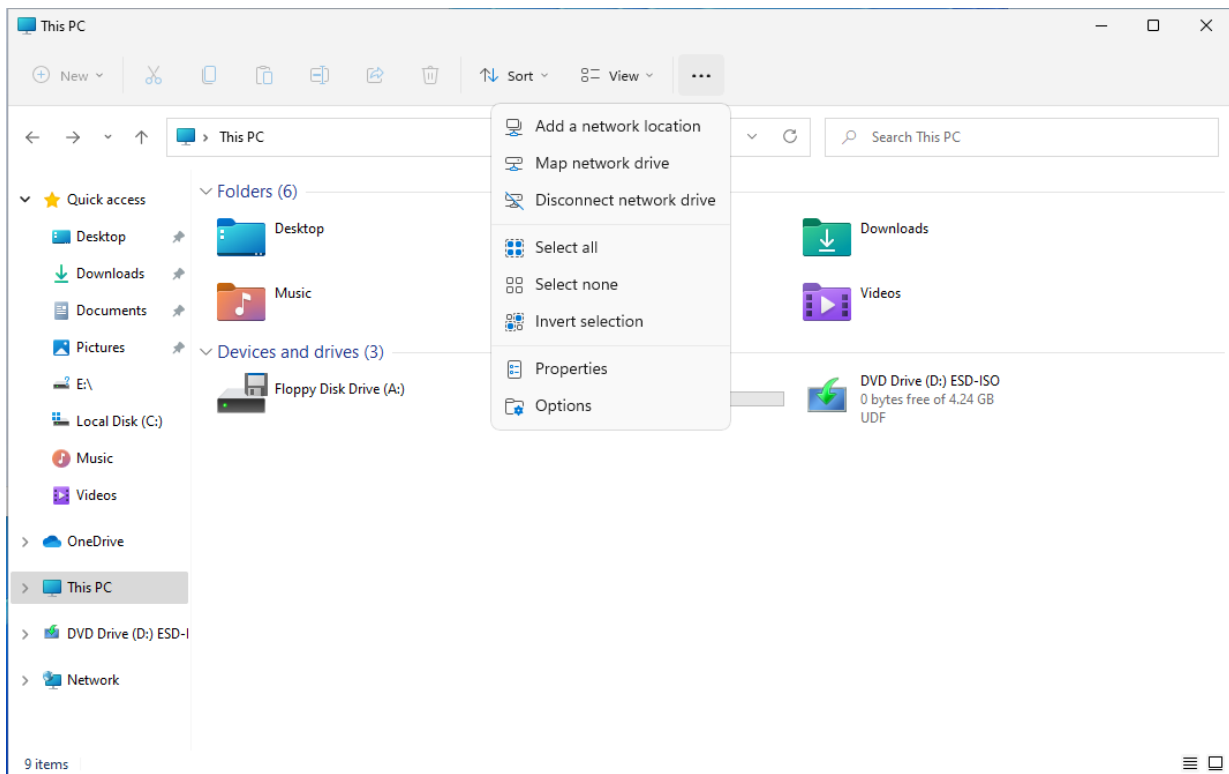 This PC
New
Sort
View
This PC
Search This PC
Add a network location
Map network drive
Disconnect network drive
Select all
Select none
Invert selection
Properties
Options
Quick access
Desktop
Downloads
Documents
Pictures
E:\
Local Disk (C:)
Music
Videos
OneDrive
This PC
DVD Drive (D:) ESD-I
Network
Folders (6)
Desktop
Downloads
Music
Videos
Devices and drives (3)
Floppy Disk Drive (A:)
DVD Drive (D:) ESD-ISO
0 bytes free of 4.24 GB
UDF
9 items